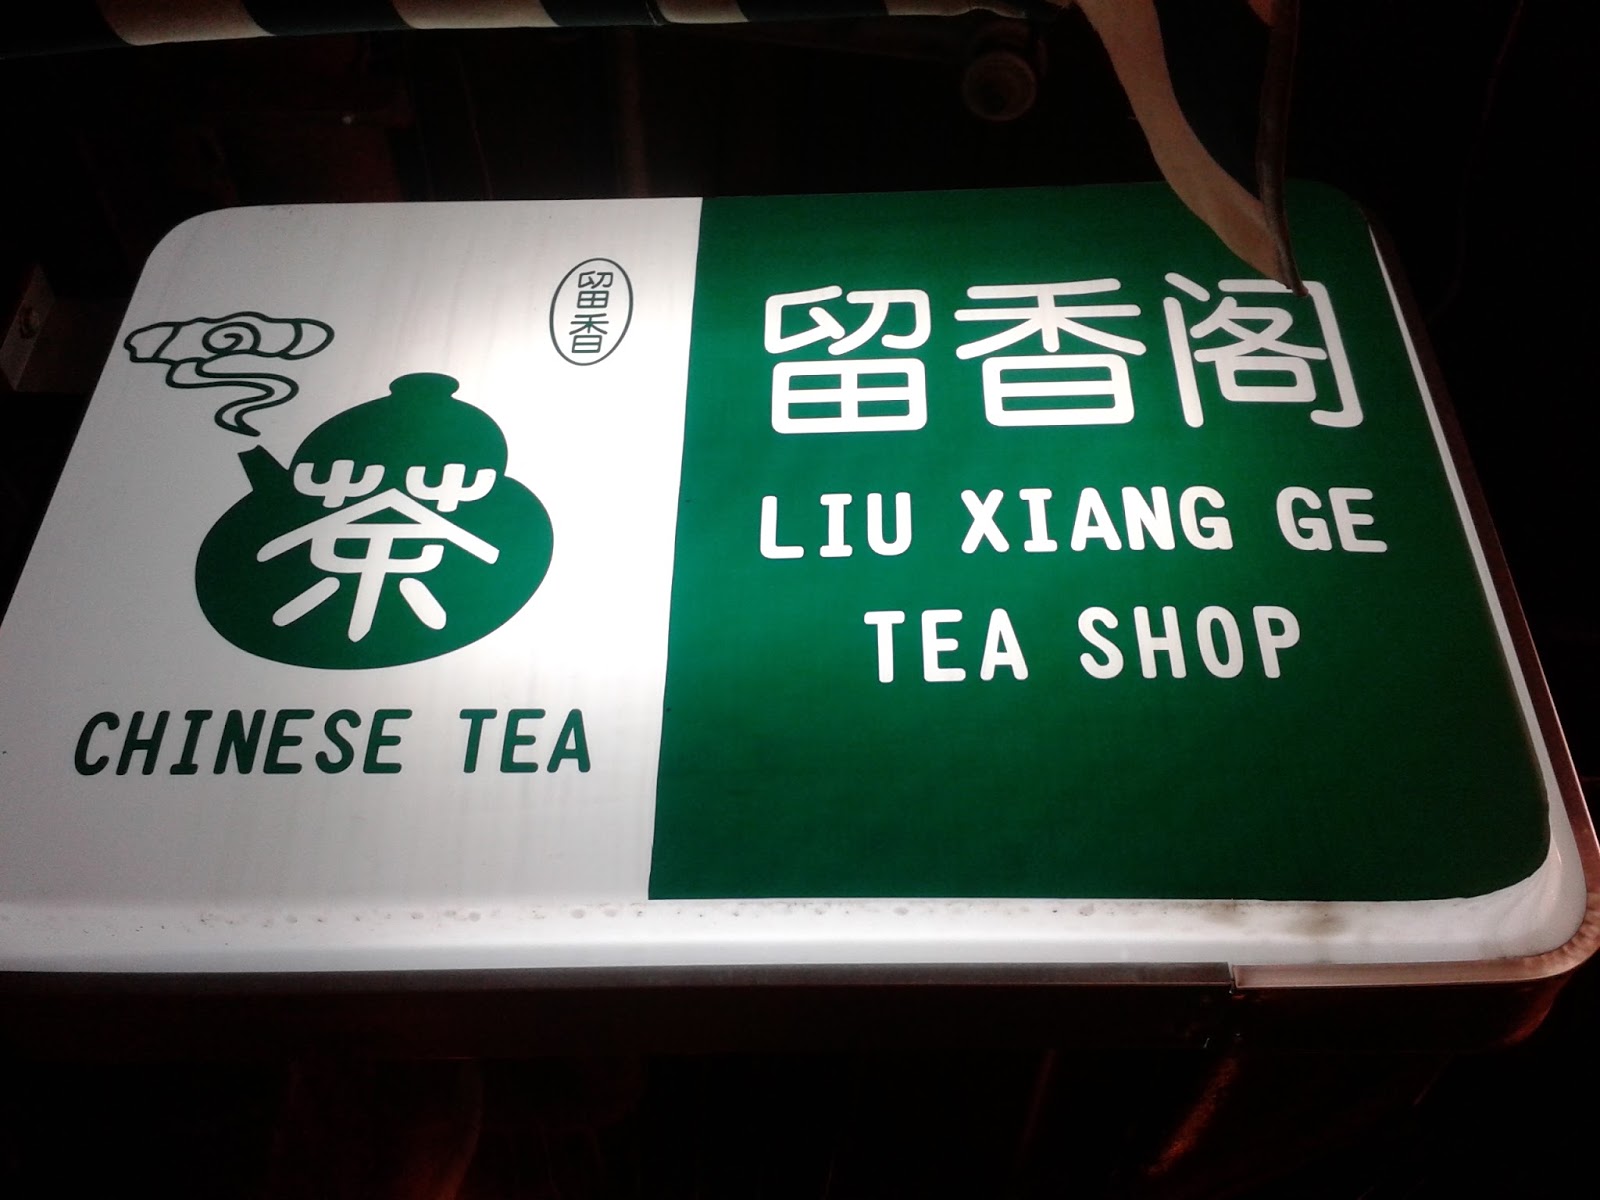 留香
茶
CHINESE TEA
留香阁
LIU XIANG GE
TEA SHOP